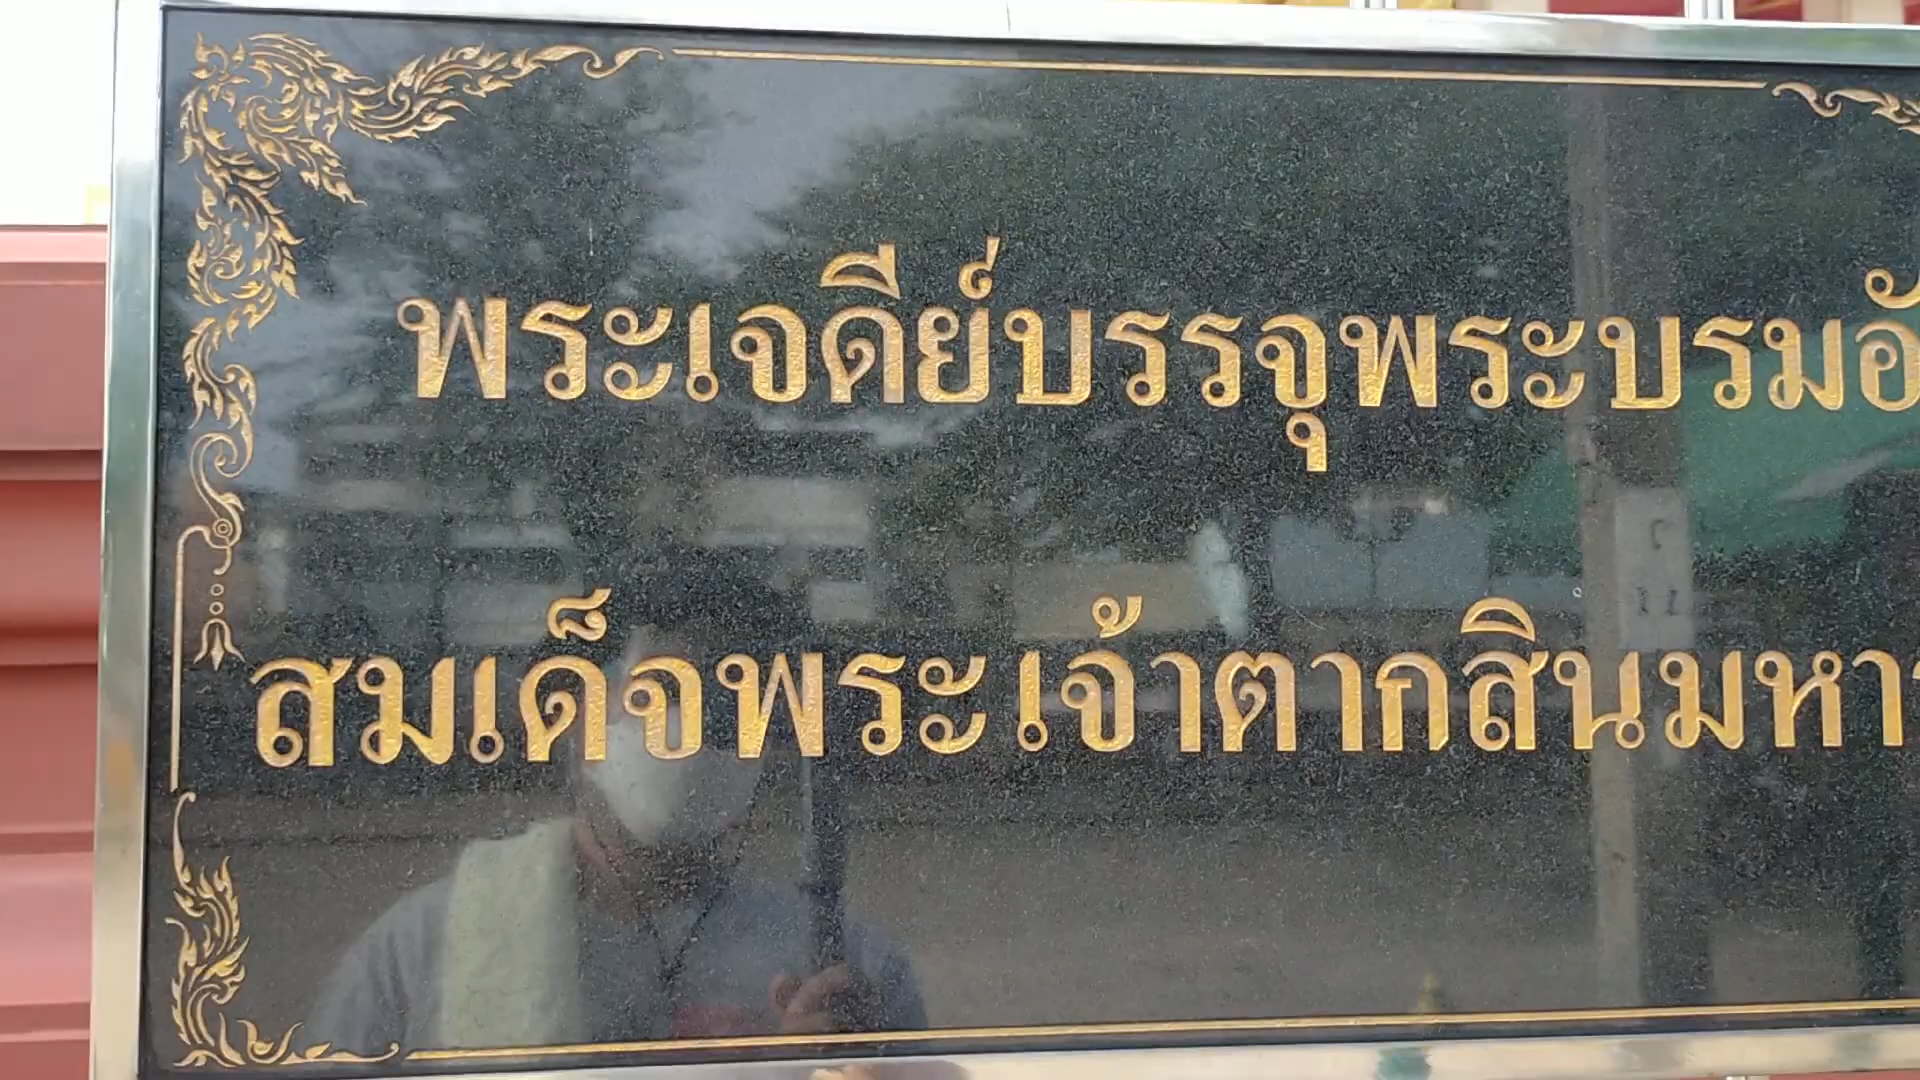 พระเจดีย์บรรจุพระบรมอั
สมเด็จพระเจ้าตากสินมหา